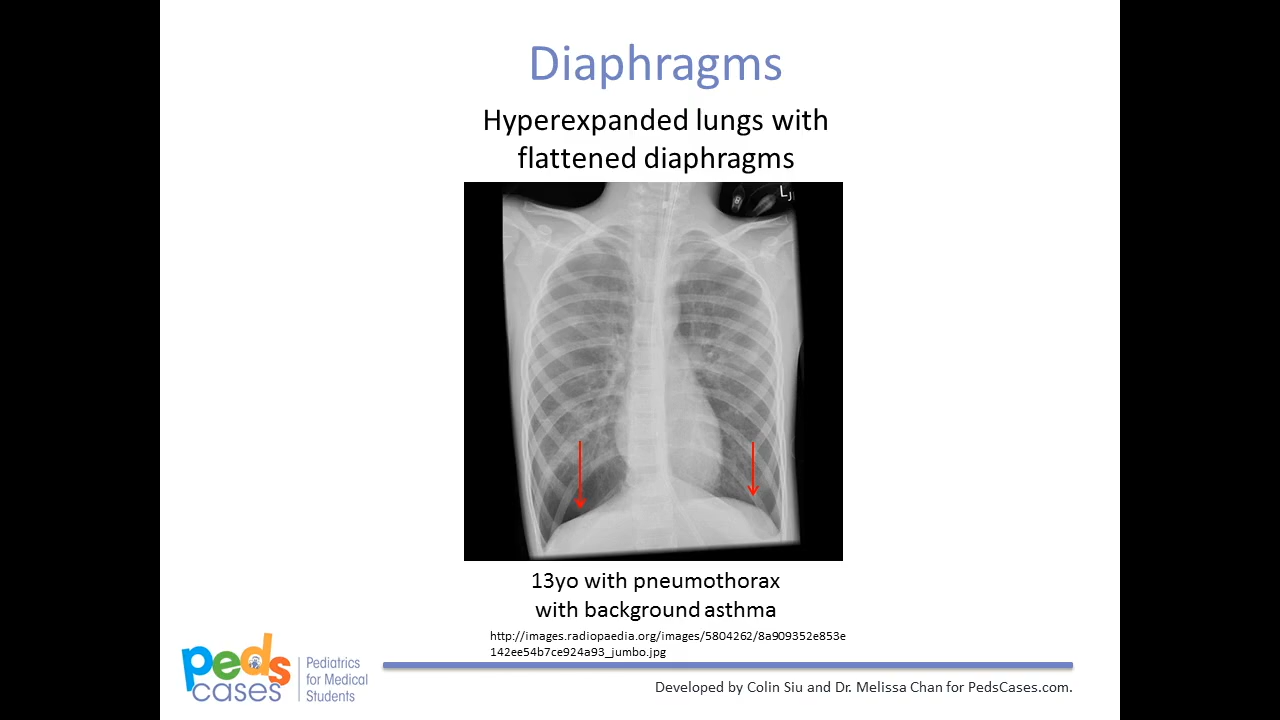 Diaphragms
Hyperexpanded lungs with
flattened diaphragms
13yo with pneumothorax
with background asthma
http://images.radiopaedia.org/images/5804262/8a909352e853e
142ee54b7ce924a93_jumbo.jpg
peds
cases
Pediatrics
for Medical
Students
Developed by Colin Siu and Dr. Melissa Chan for PedsCases.com.